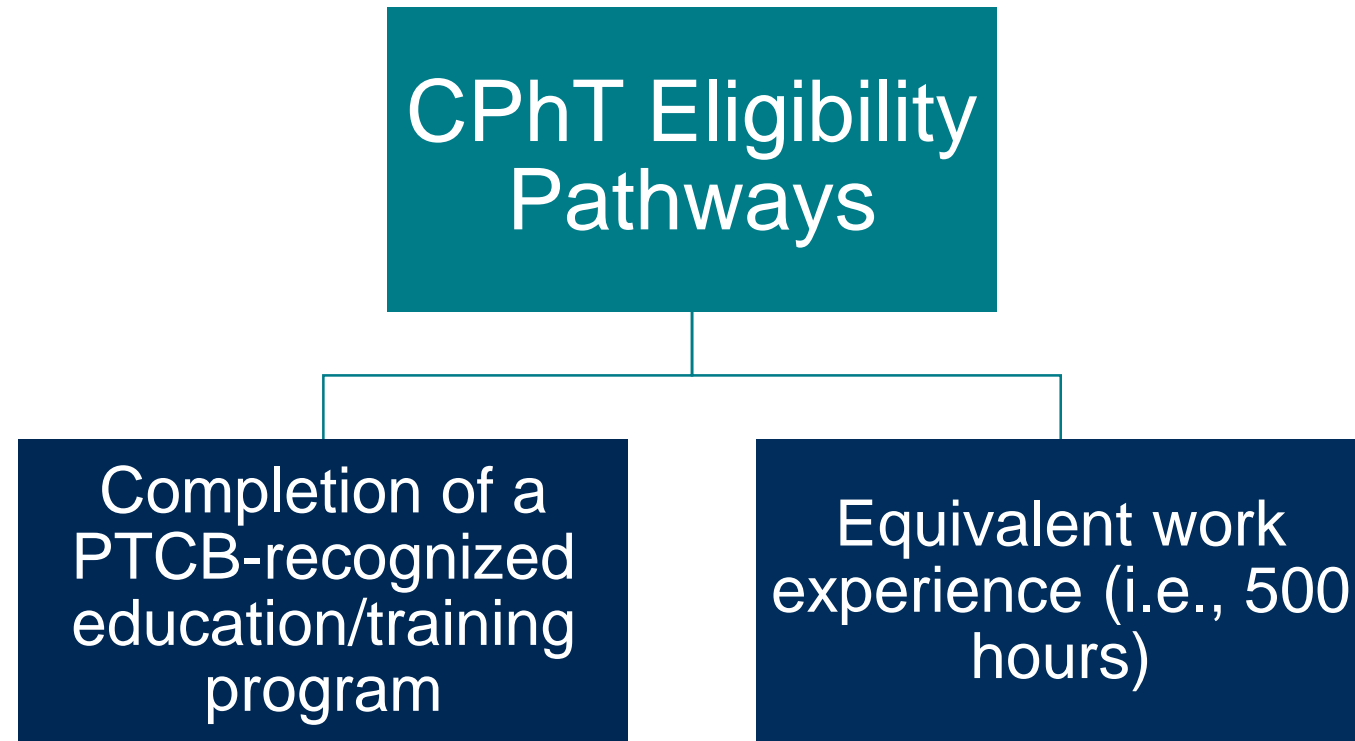 CPhT Eligibility
Pathways
Completion of a
PTCB-recognized
education/training
program
Equivalent work
experience (i.e., 500
hours)